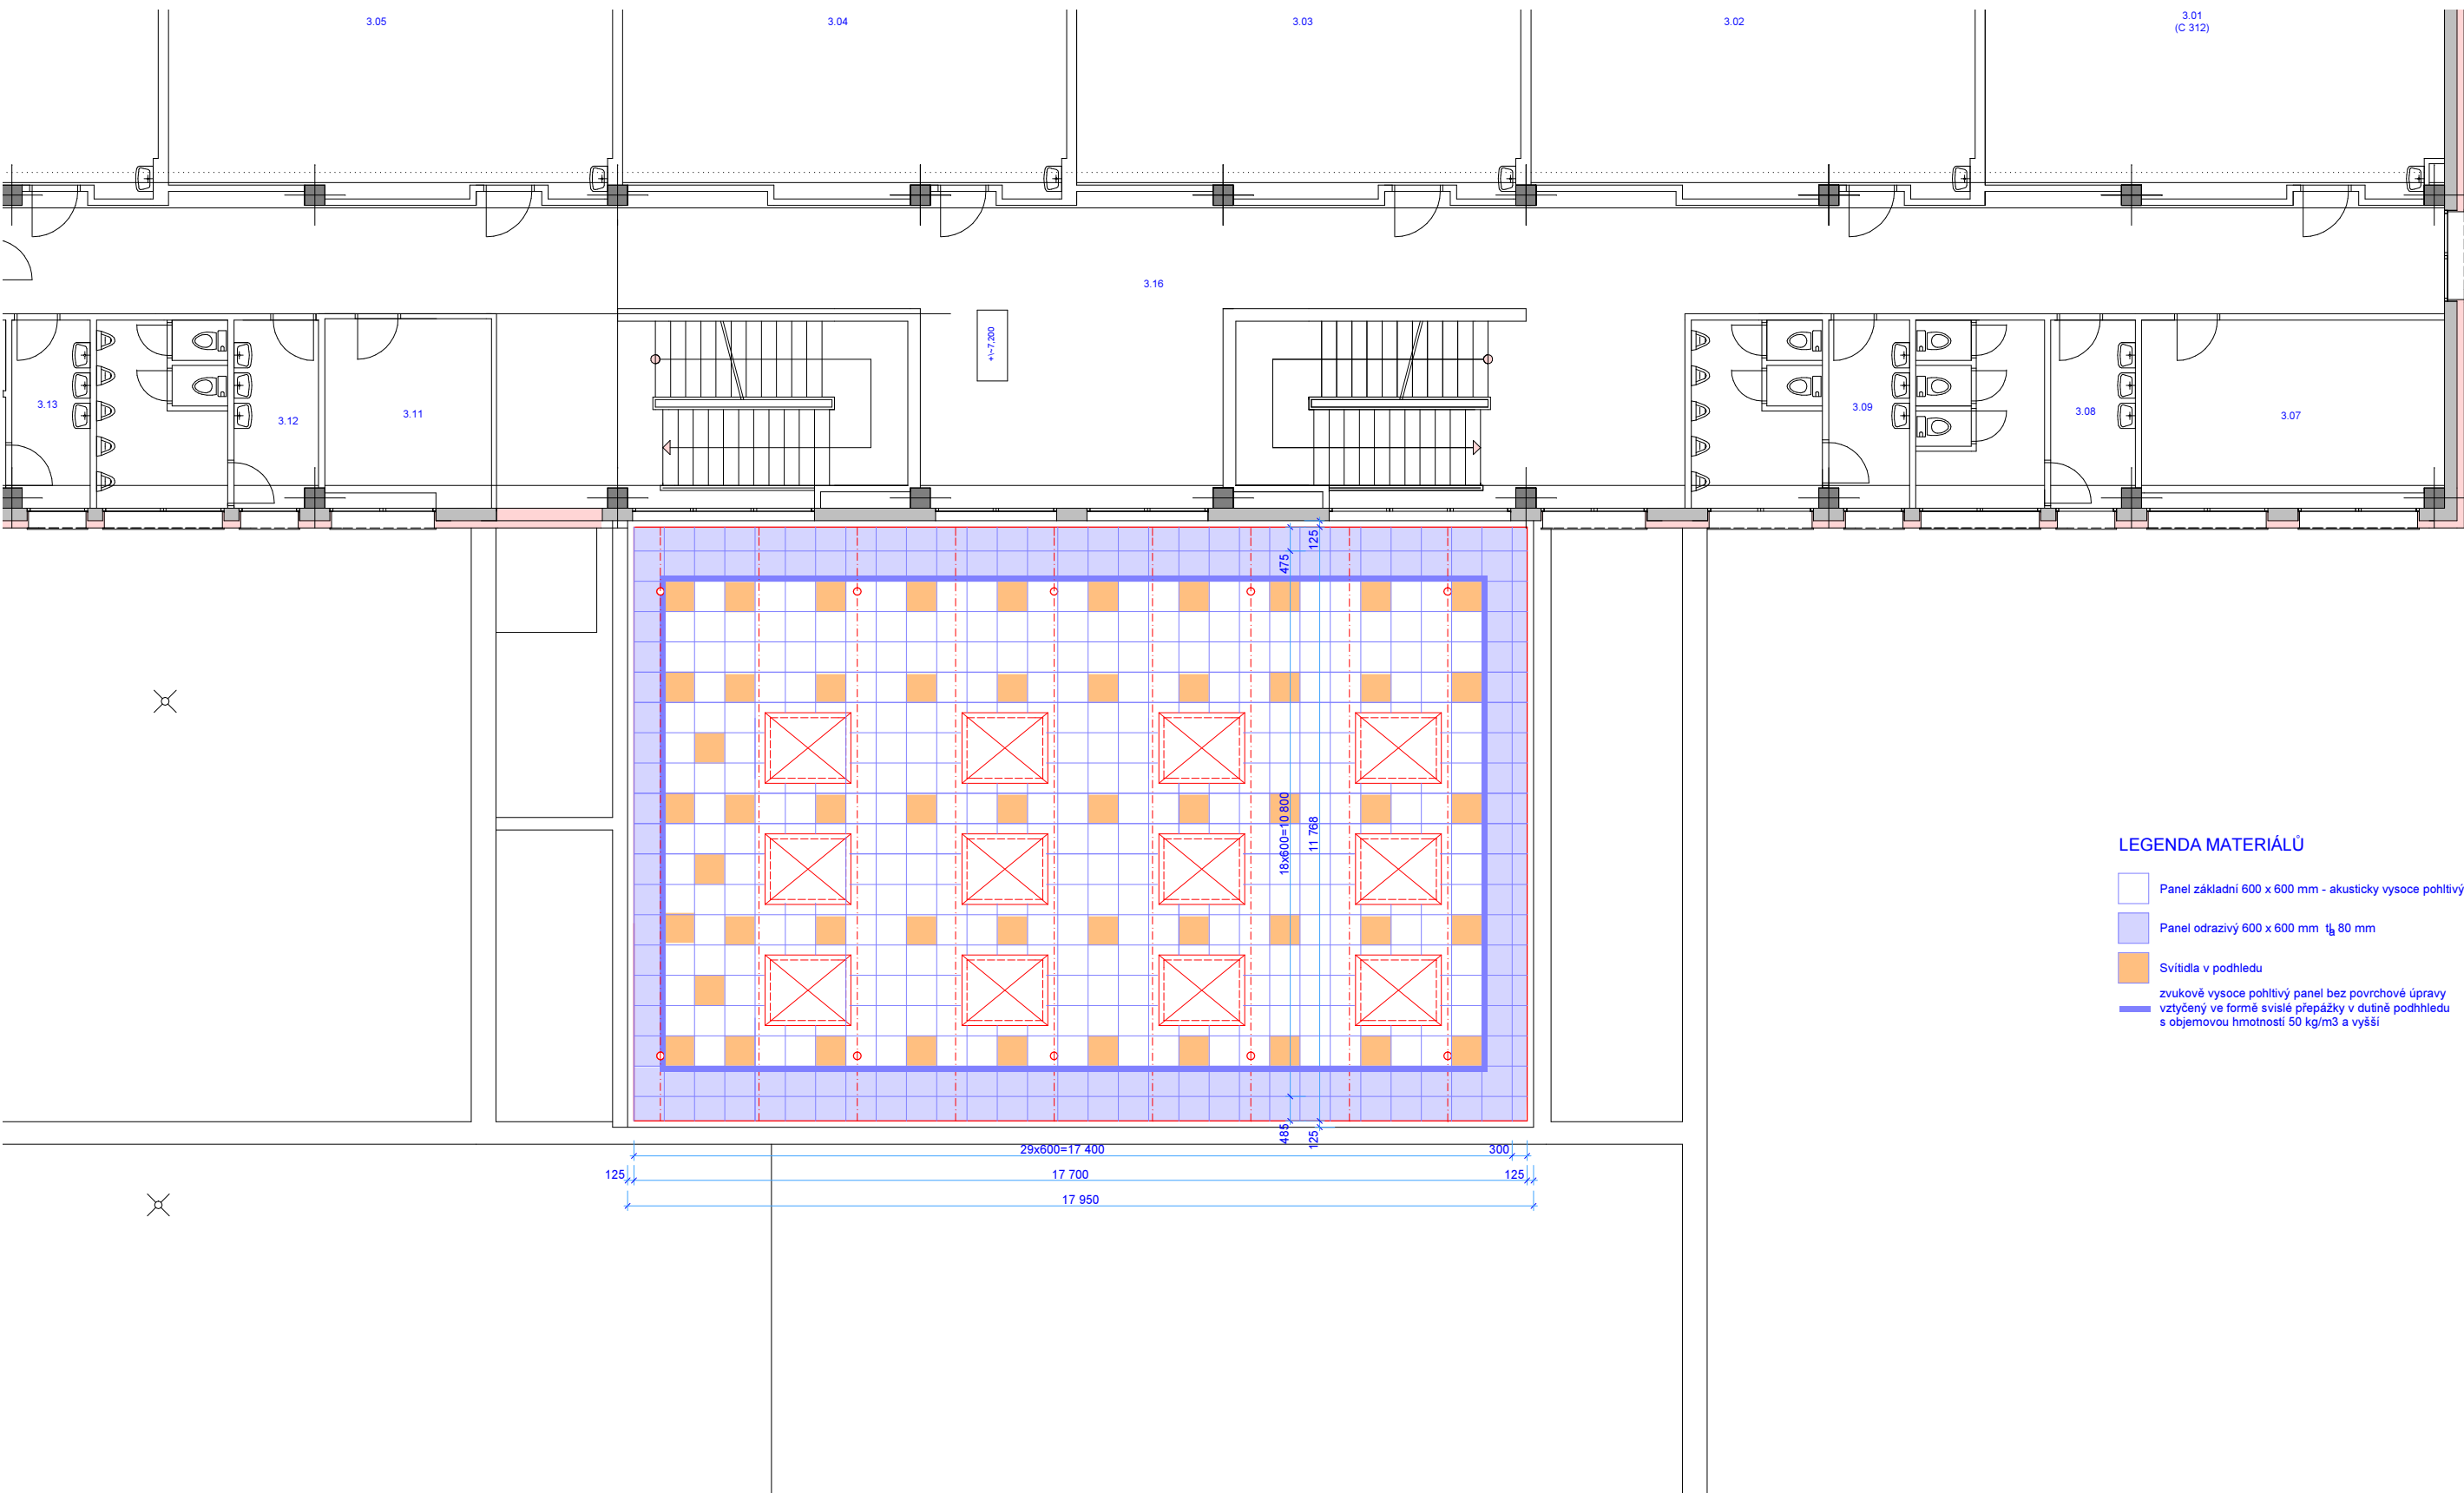 3.05
3.04
3.03
3.02
3.01
(C 312)
3.16
+\-7,200
3.13
3.12
3.11
3.09
3.08
3.07
125
475
18x600=10 800
11 768
485
125
29x600=17 400
300
125
17 700
125
17 950
LEGENDA MATERIÁLŮ
Panel základní 600 x 600 mm - akusticky vysoce pohltivý
Panel odrazivý 600 x 600 mm 80 mm
Svítidla v podhledu
zvukově vysoce pohltivý panel bez povrchové úpravy
vztyčený ve formě svislé přepážky v dutině podhhledu
s objemovou hmotností 50 kg/m3 a vyšší